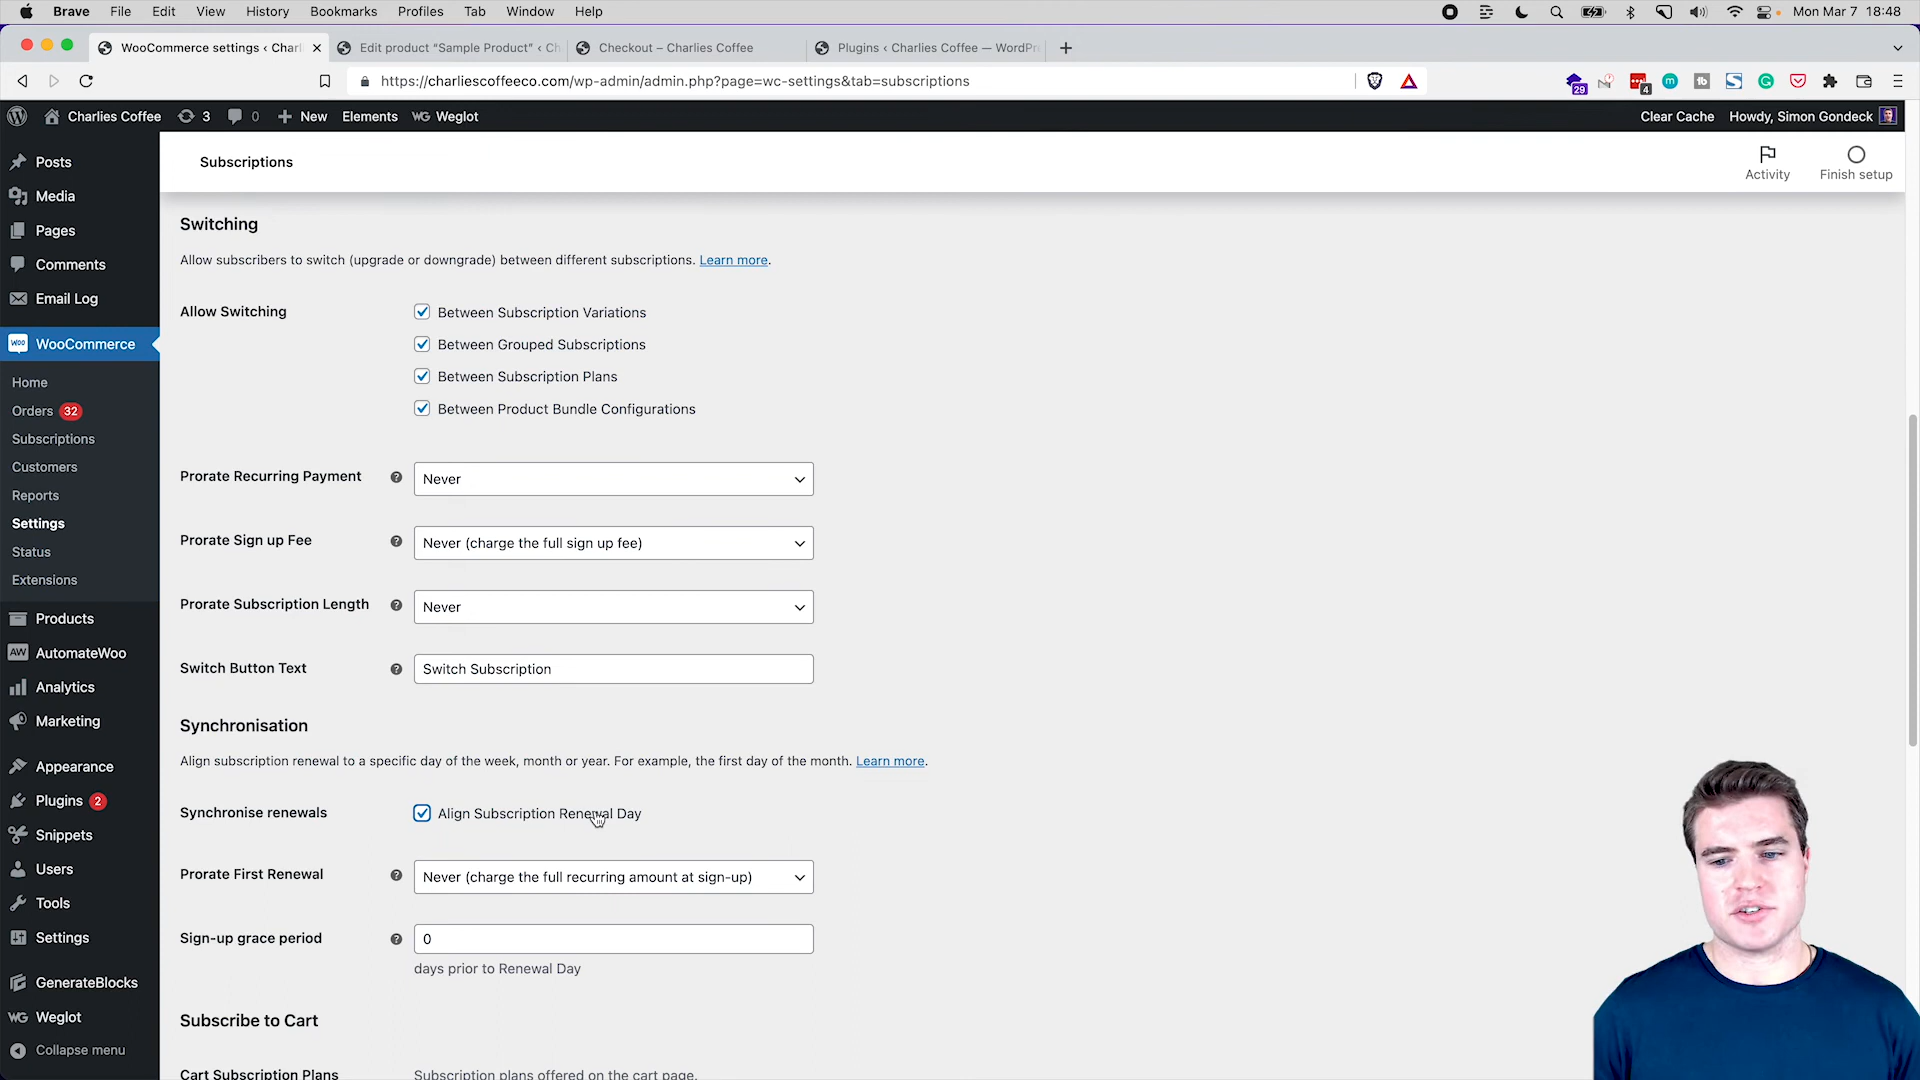 Brave File Edit View History Bookmarks Profiles Tab Window Help Mon Mar 7 18:48
WooCommerce settings ‹ Charl Edit product “Sample Product” ‹ Ch Checkout – Charlies Coffee Plugins ‹ Charlies Coffee — WordPr
https://charliescoffeeco.com/wp-admin/admin.php?page=wc-settings&tab=subscriptions 29 4 m tb S G
Charlies Coffee 3 0 New Elements WG Weglot Clear Cache Howdy, Simon Gondeck
Posts
Media
Pages
Comments
Email Log
Woo WooCommerce
Home
Orders 32
Subscriptions
Customers
Reports
Settings
Status
Extensions
Products
AW AutomateWoo
Analytics
Marketing
Appearance
Plugins 2
Snippets
Users
Tools
Settings
GenerateBlocks
WG Weglot
Collapse menu
Subscriptions
Activity
Finish setup
Switching
Allow subscribers to switch (upgrade or downgrade) between different subscriptions. Learn more.
Allow Switching
Between Subscription Variations
Between Grouped Subscriptions
Between Subscription Plans
Between Product Bundle Configurations
Prorate Recurring Payment ? Never
Prorate Sign up Fee ? Never (charge the full sign up fee)
Prorate Subscription Length ? Never
Switch Button Text ? Switch Subscription
Synchronisation
Align subscription renewal to a specific day of the week, month or year. For example, the first day of the month. Learn more.
Synchronise renewals Align Subscription Renewal Day
Prorate First Renewal ? Never (charge the full recurring amount at sign-up)
Sign-up grace period ? 0
days prior to Renewal Day
Subscribe to Cart
Cart Subscription Plans Subscription plans offered on the cart page.